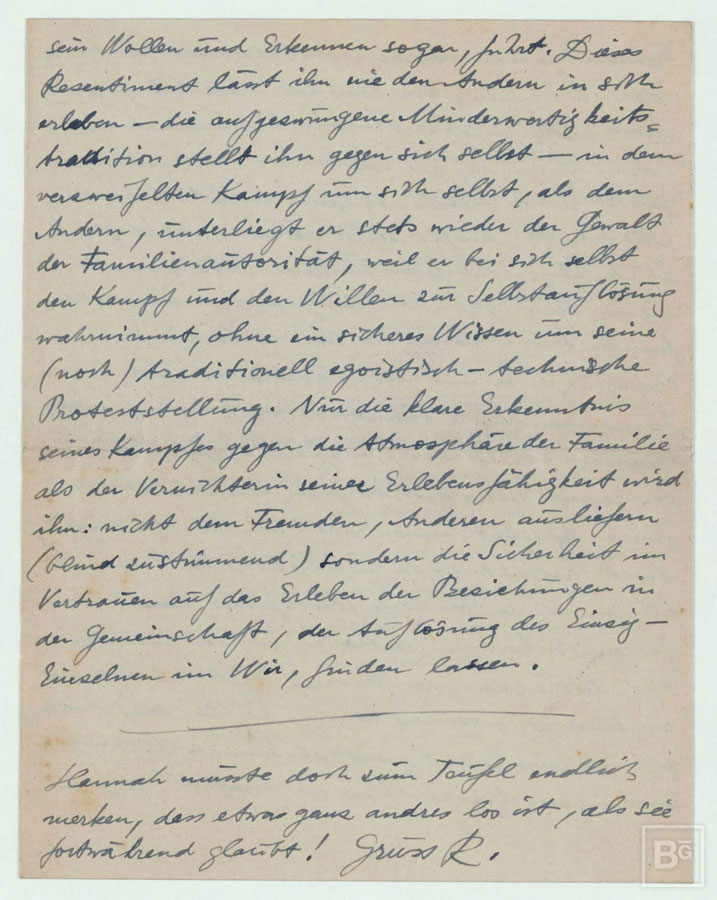 sein Wollen und Erkennen sogar, führt. Dieses
Resentiment lässt ihn nie den Andern in sich
erleben — die aufgezwungene Minderwertigkeits=
tradition stellt ihn gegen sich selbst — in dem
verzweifelten Kampf um sich selbst, als dem
Andern, unterliegt er stets wieder der Gewalt
der Familienautorität, weil er bei sich selbst
den Kampf und den Willen zur Selbstauflösung
wahrnimmt, ohne ein sicheres Wissen um seine
(noch) traditionell egoistisch — technische
Proteststellung. Nur die klare Erkenntnis
seines Kampfes gegen die Atmosphäre der Familie
als der Vernichterin seiner Erlebensfähigkeit wird
ihn: nicht dem Fremden, Anderen ausliefern
(blind zustimmend) sondern die Sicherheit im
Vertrauen auf das Erleben der Beziehungen in
der Gemeinschaft, der Auflösung des Einzig —
Einzelnen im Wir, finden lassen.
Hannah müsste doch zum Teufel endlich
merken, dass etwas ganz andres los ist, als sie
fortwährend glaubt! Gruss R.
BG